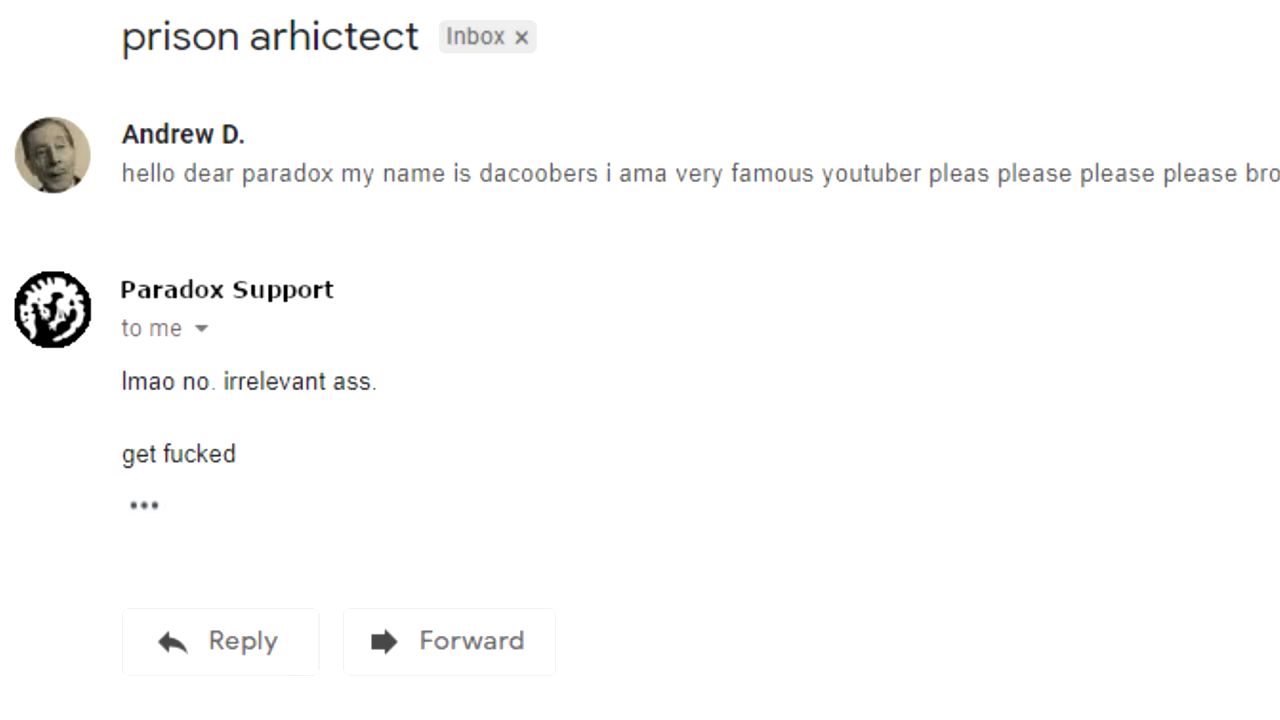 prison arhictect Inbox ×
Andrew D.
hello dear paradox my name is dacoobers i ama very famous youtuber pleas please please please bro
Paradox Support
to me
lmao no. irrelevant ass.
get fucked
•••
Reply Forward